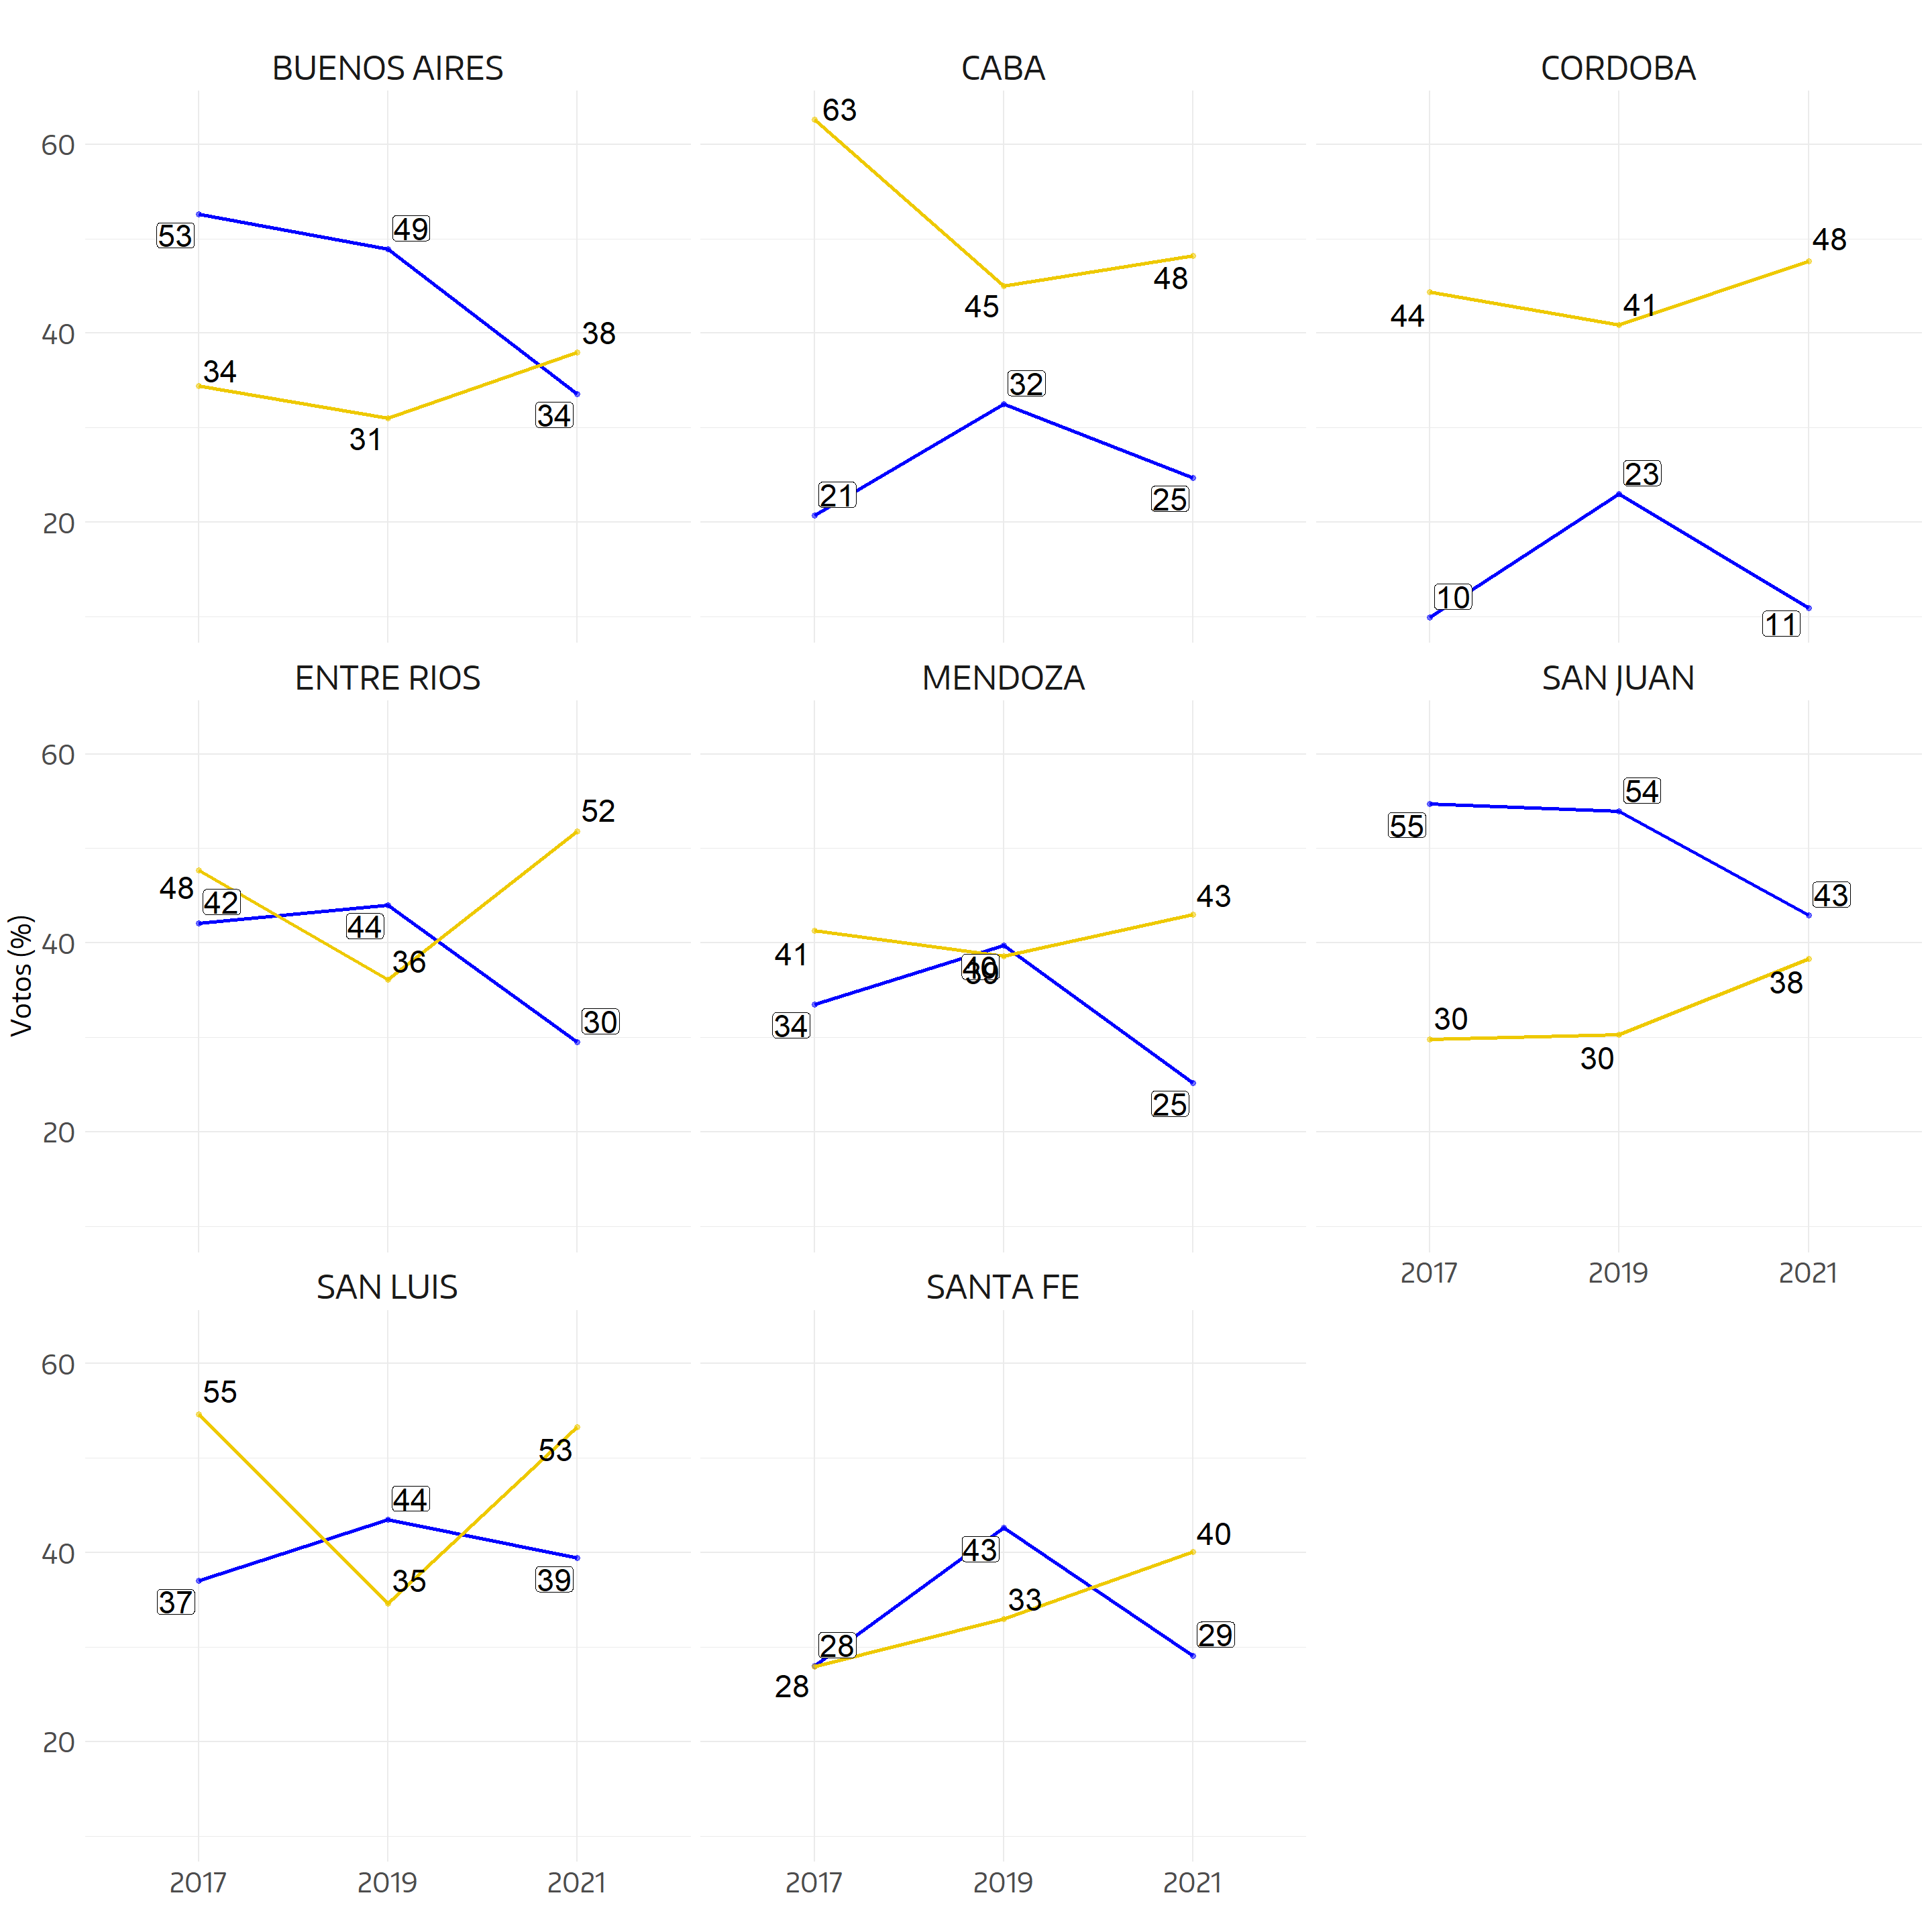 BUENOS AIRES CABA CORDOBA
63
60
53 49 48
48
45 44 41
40 38
34 34
31
32
21 25 23
20
10 11
ENTRE RIOS MENDOZA SAN JUAN
60
52 55 54
48 42 44 43 43
40 36 41 40 39
34 38
30 30 30
25
20
Votos (%)
2017 2019 2021
SAN LUIS SANTA FE
60
55 53
44 43
40 40
37 35 39 33
28 28 29
20
2017 2019 2021 2017 2019 2021